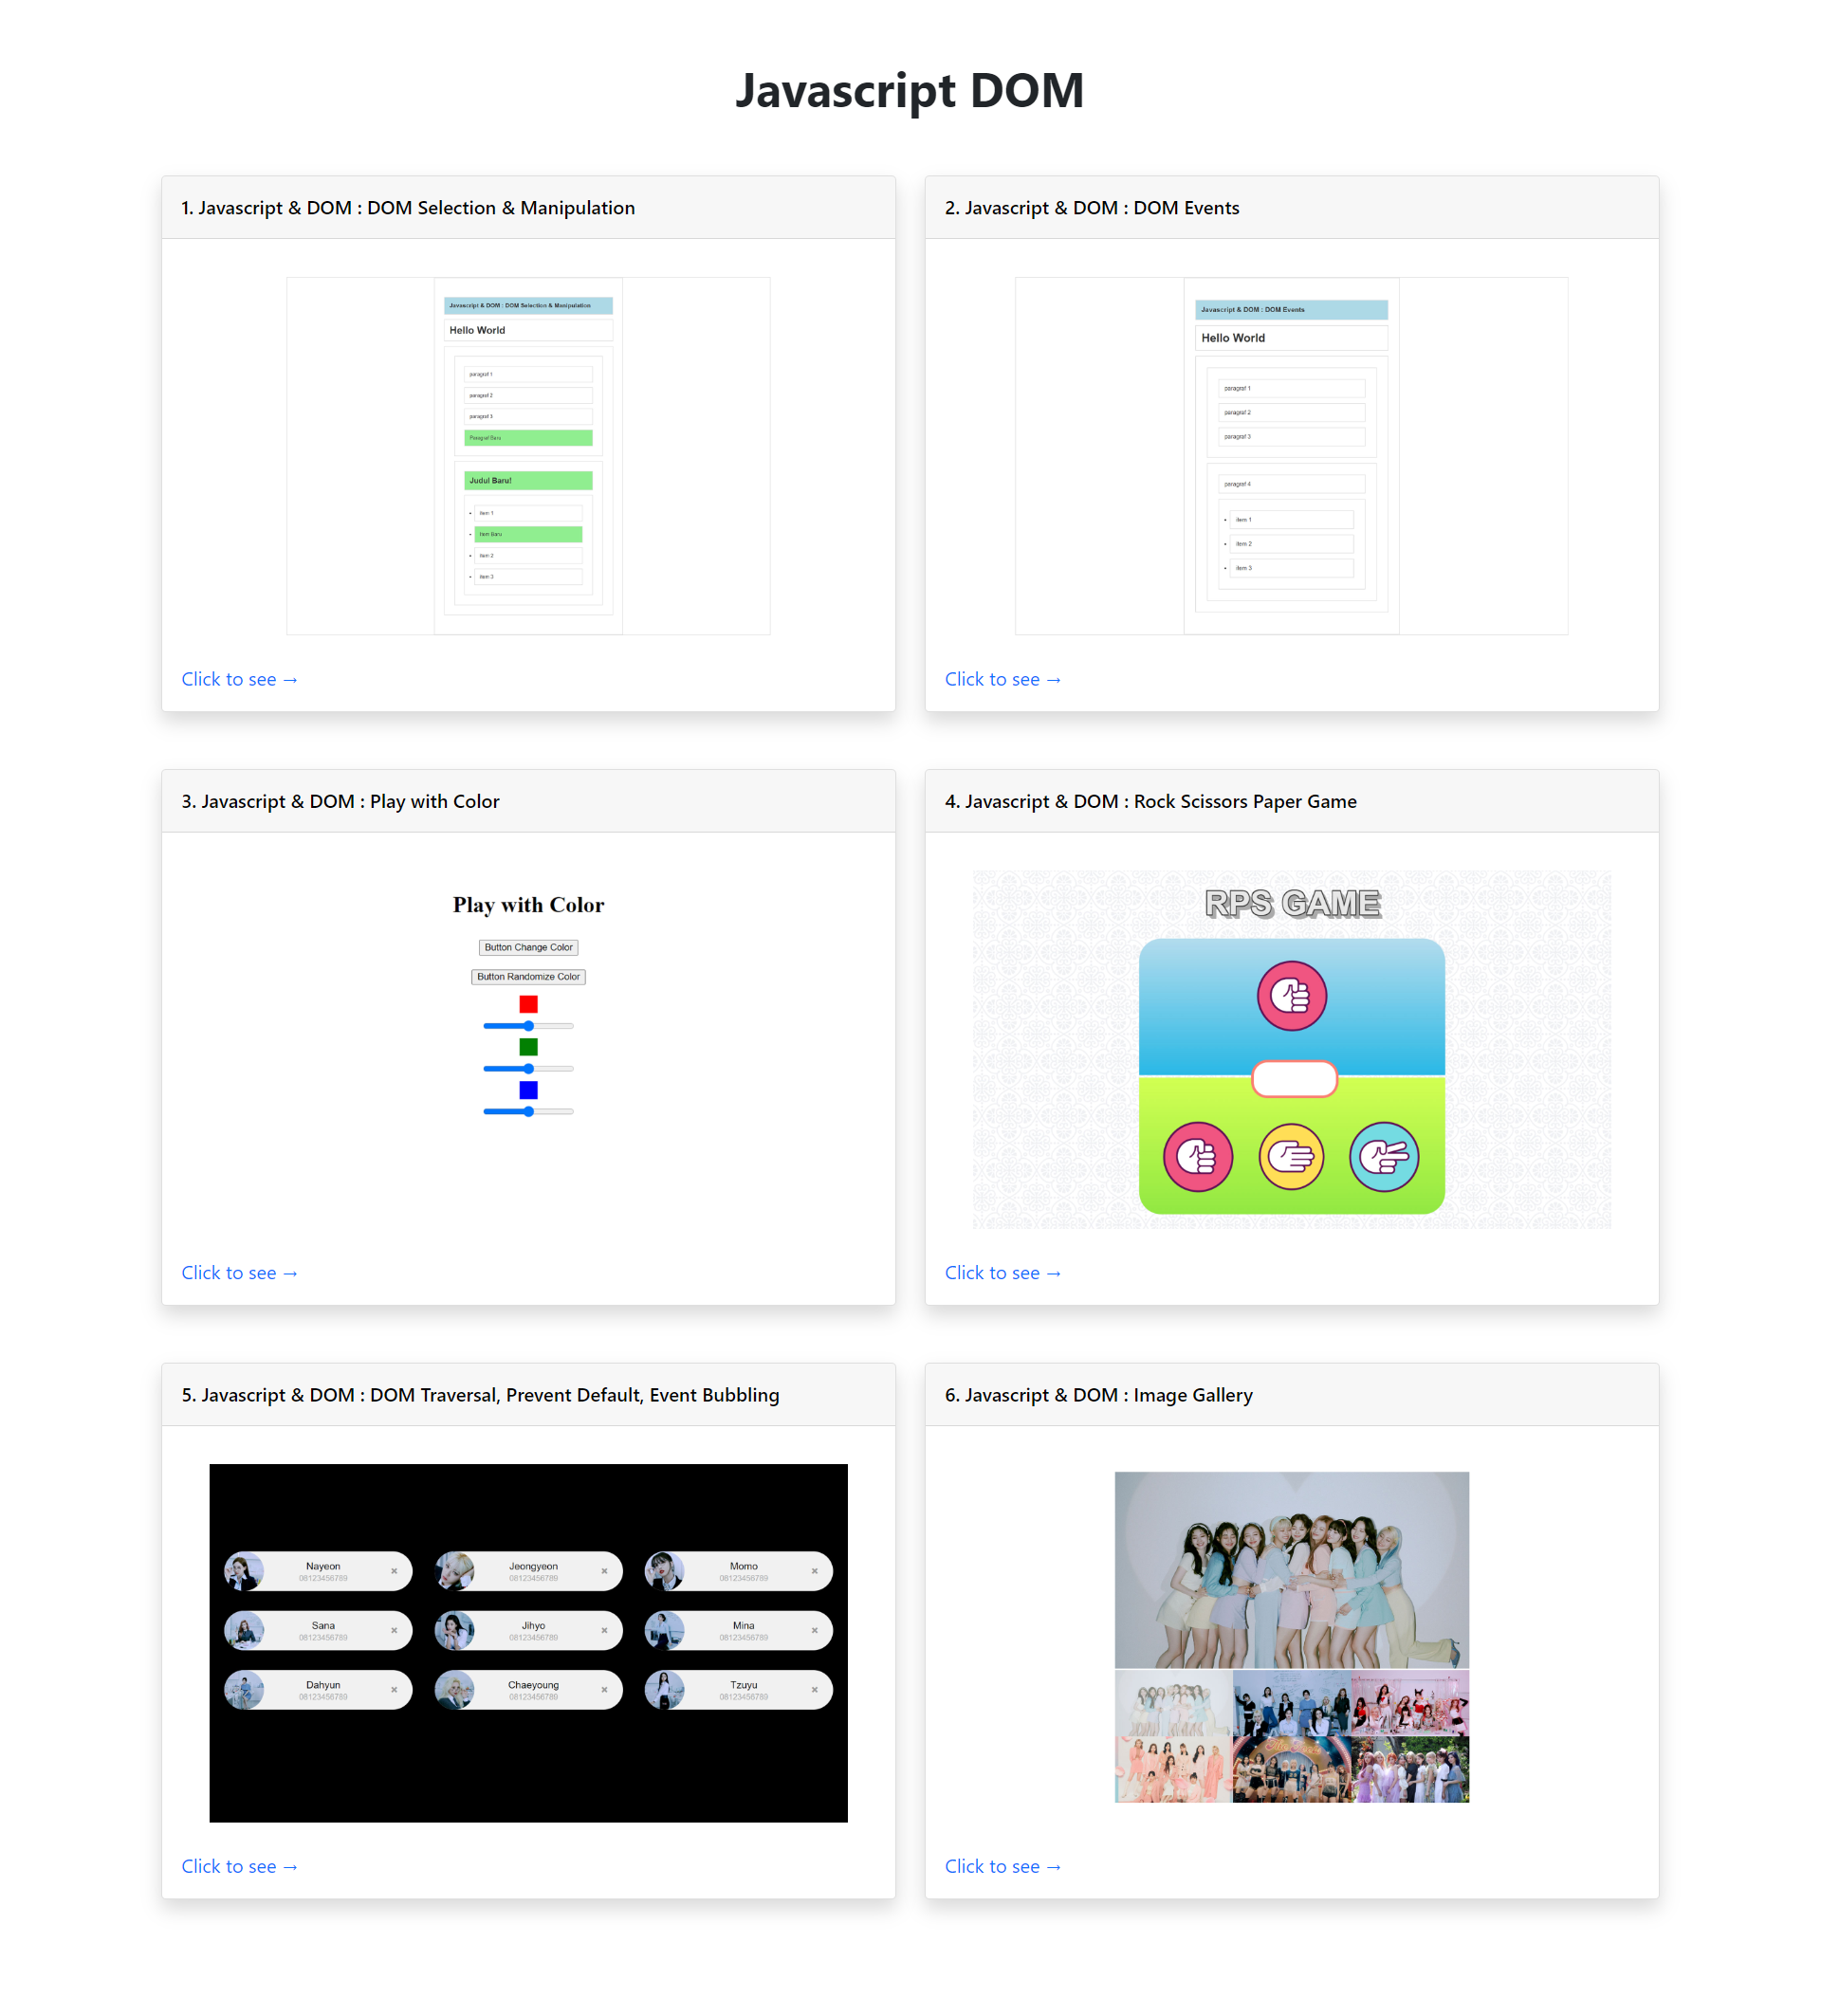 Javascript DOM
1. Javascript & DOM : DOM Selection & Manipulation
Javascript & DOM : DOM Selection & Manipulation
Hello World
paragraf 1
paragraf 2
paragraf 3
Paragraf Baru
Judul Baru!
item 1
Item Baru
item 2
item 3
Click to see →
2. Javascript & DOM : DOM Events
Javascript & DOM : DOM Events
Hello World
paragraf 1
paragraf 2
paragraf 3
paragraf 4
item 1
item 2
item 3
Click to see →
3. Javascript & DOM : Play with Color
Play with Color
Button Change Color
Button Randomize Color
Click to see →
4. Javascript & DOM : Rock Scissors Paper Game
RPS GAME
Click to see →
5. Javascript & DOM : DOM Traversal, Prevent Default, Event Bubbling
Nayeon
08123456789
Jeongyeon
08123456789
Momo
08123456789
Sana
08123456789
Jihyo
08123456789
Mina
08123456789
Dahyun
08123456789
Chaeyoung
08123456789
Tzuyu
08123456789
Click to see →
6. Javascript & DOM : Image Gallery
Click to see →